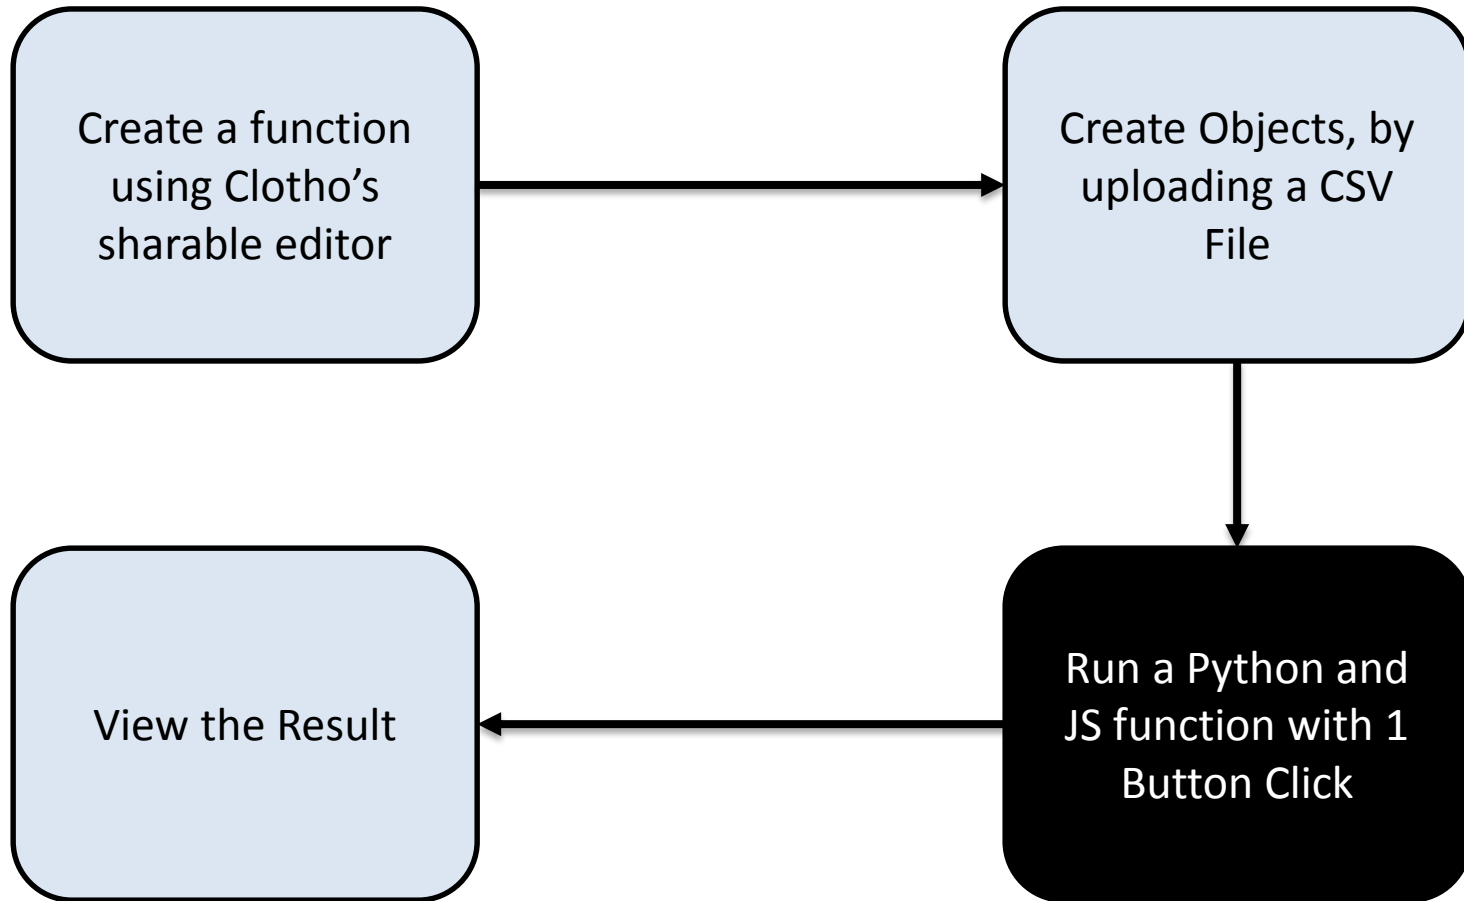 Create a function
using Clotho’s
sharable editor
Create Objects, by
uploading a CSV
File
Run a Python and
JS function with 1
Button Click
View the Result